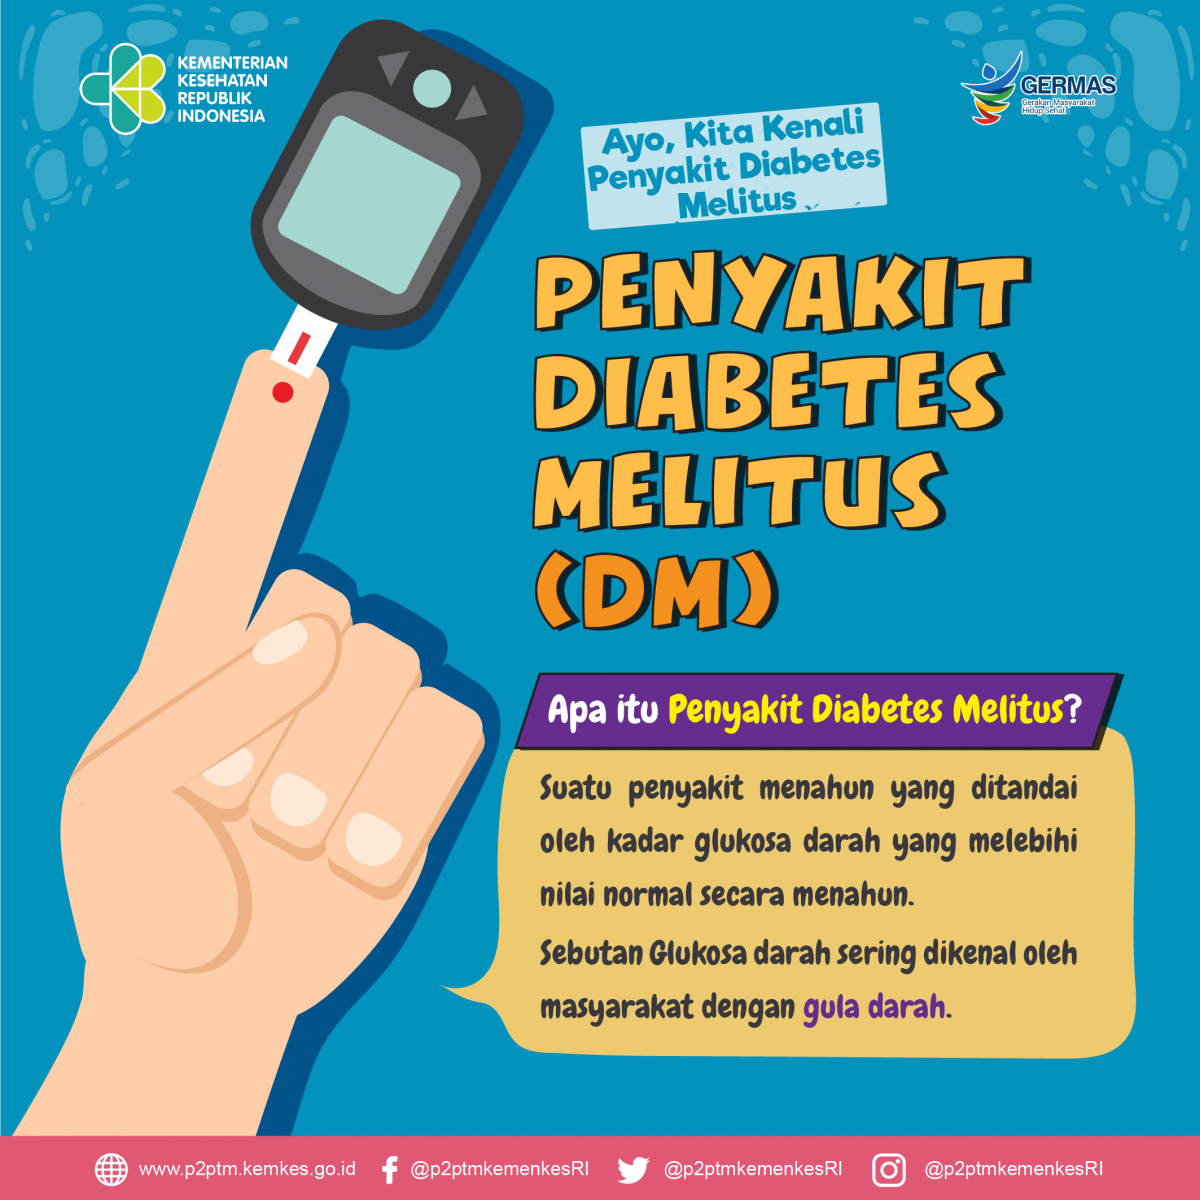 KEMENTERIAN
KESEHATAN
REPUBLIK
INDONESIA
GERMAS
Gerakan Masyarakat
Hidup Sehat
Ayo, Kita Kenali
Penyakit Diabetes
Melitus
PENYAKIT
DIABETES
MELITUS
(DM)
Apa itu Penyakit Diabetes Melitus?
Suatu penyakit menahun yang ditandai
oleh kadar glukosa darah yang melebihi
nilai normal secara menahun.
Sebutan Glukosa darah sering dikenal oleh
masyarakat dengan gula darah.
www.p2ptm.kemkes.go.id
@p2ptmkemenkesRI
@p2ptmkemenkesRI
@p2ptmkemenkesRI